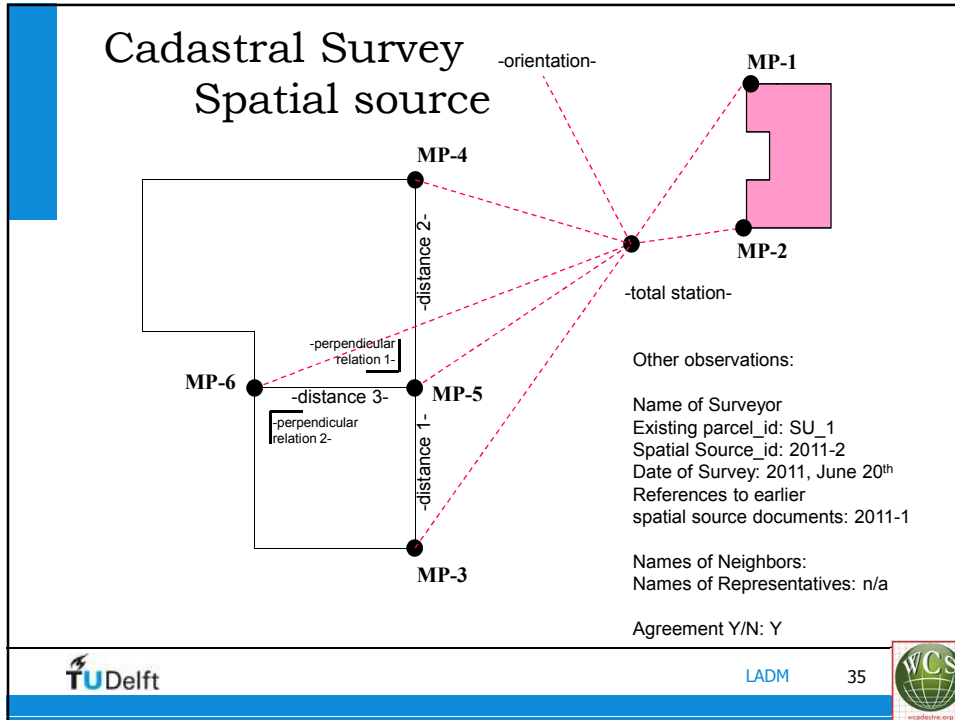 Cadastral Survey
Spatial source
-orientation-
MP-1
MP-4
-distance 2-
MP-2
-total station-
-perpendicular
relation 1-
MP-6
MP-5
-distance 3-
-perpendicular
relation 2-
-distance 1-
MP-3
Other observations:
Name of Surveyor
Existing parcel_id: SU_1
Spatial Source_id: 2011-2
Date of Survey: 2011, June 20th
References to earlier
spatial source documents: 2011-1
Names of Neighbors:
Names of Representatives: n/a
Agreement Y/N: Y
TUDelft
LADM
35
WCS
wcadastre.org